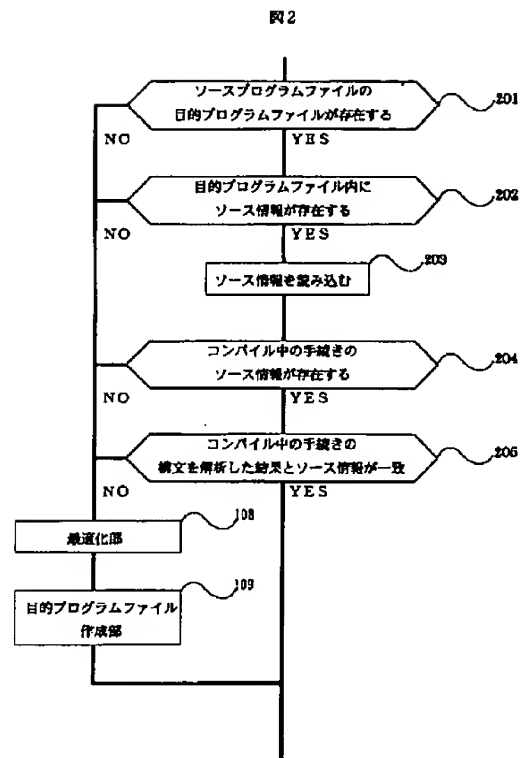 図2
ソースプログラムファイルの
目的プログラムファイルが存在する
201
NO
YES
目的プログラムファイル内に
ソース情報が存在する
202
NO
YES
ソース情報を読み込む
203
コンパイル中の手続きの
ソース情報が存在する
204
NO
YES
コンパイル中の手続きの
構文を解析した結果とソース情報が一致
205
NO
YES
最適化部
108
目的プログラムファイル
作成部
109